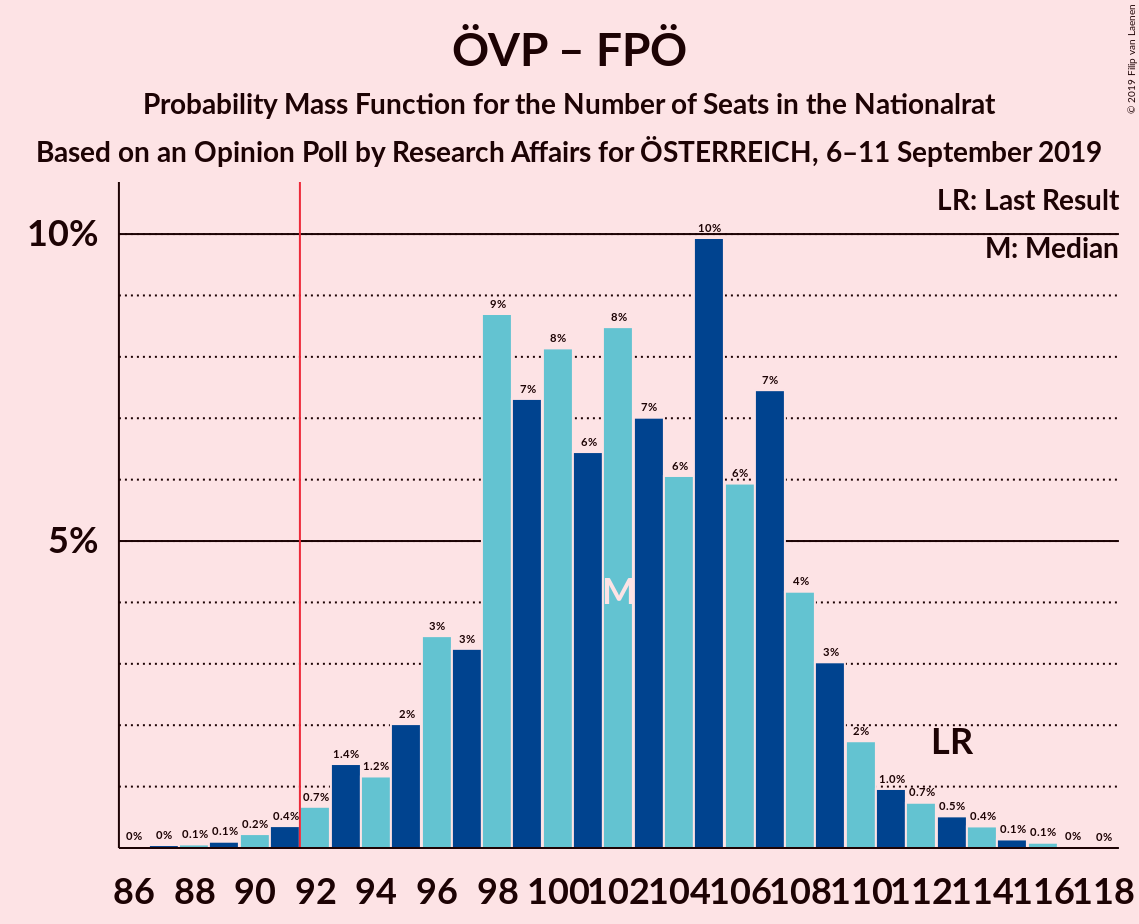 ÖVP – FPÖ
Probability Mass Function for the Number of Seats in the Nationalrat
Based on an Opinion Poll by Research Affairs for ÖSTERREICH, 6–11 September 2019
© 2019 Filip van Laenen
LR: Last Result
M: Median
10%
5%
0% 0% 0.1% 0.1% 0.2% 0.4% 0.7% 1.4% 1.2% 2% 3% 3% 9% 7% 8% 6% 8% 7% 6% 10% 6% 7% 4% 3% 2% 1.0% 0.7% 0.5% 0.4% 0.1% 0.1% 0% 0%
M
LR
86 88 90 92 94 96 98 100 102 104 106 108 110 112 114 116 118